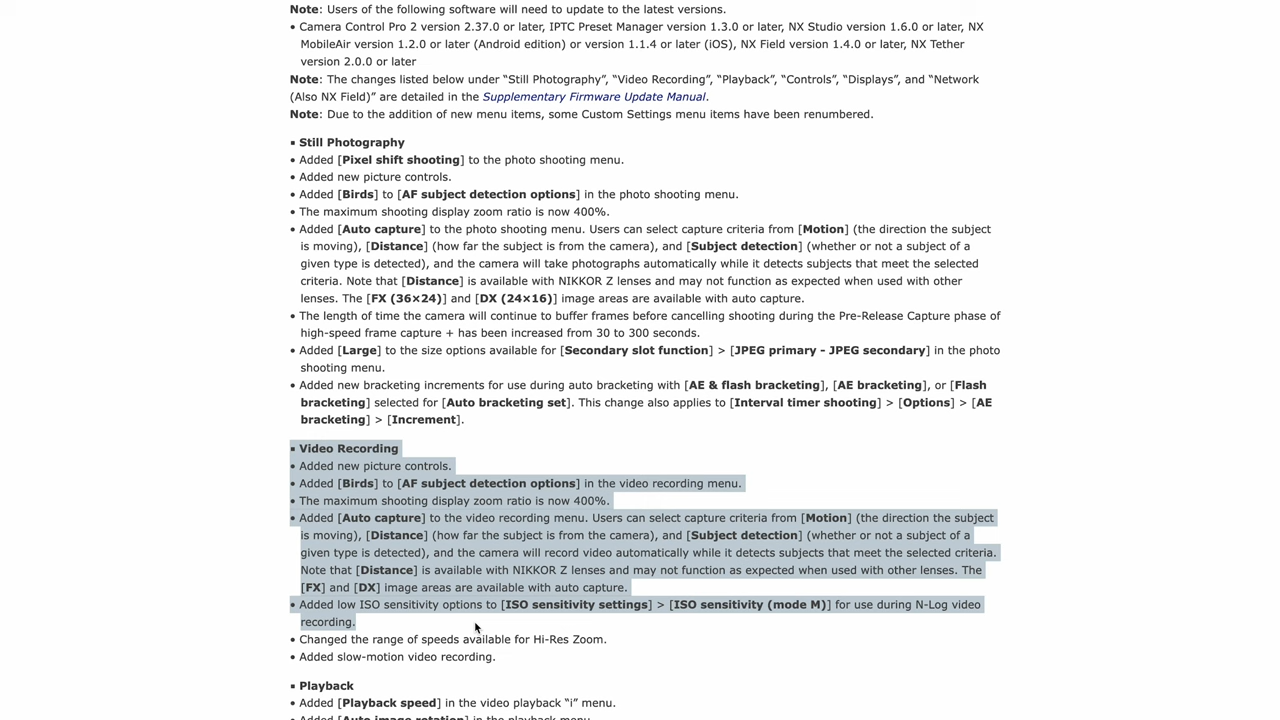 Note: Users of the following software will need to update to the latest versions.
• Camera Control Pro 2 version 2.37.0 or later, IPTC Preset Manager version 1.3.0 or later, NX Studio version 1.6.0 or later, NX
MobileAir version 1.2.0 or later (Android edition) or version 1.1.4 or later (iOS), NX Field version 1.4.0 or later, NX Tether
version 2.0.0 or later
Note: The changes listed below under “Still Photography”, “Video Recording”, “Playback”, “Controls”, “Displays”, and “Network
(Also NX Field)” are detailed in the Supplementary Firmware Update Manual.
Note: Due to the addition of new menu items, some Custom Settings menu items have been renumbered.
▪ Still Photography
• Added [Pixel shift shooting] to the photo shooting menu.
• Added new picture controls.
• Added [Birds] to [AF subject detection options] in the photo shooting menu.
• The maximum shooting display zoom ratio is now 400%.
• Added [Auto capture] to the photo shooting menu. Users can select capture criteria from [Motion] (the direction the subject
is moving), [Distance] (how far the subject is from the camera), and [Subject detection] (whether or not a subject of a
given type is detected), and the camera will take photographs automatically while it detects subjects that meet the selected
criteria. Note that [Distance] is available with NIKKOR Z lenses and may not function as expected when used with other
lenses. The [FX (36×24)] and [DX (24×16)] image areas are available with auto capture.
• The length of time the camera will continue to buffer frames before cancelling shooting during the Pre-Release Capture phase of
high-speed frame capture + has been increased from 30 to 300 seconds.
• Added [Large] to the size options available for [Secondary slot function] > [JPEG primary - JPEG secondary] in the photo
shooting menu.
• Added new bracketing increments for use during auto bracketing with [AE & flash bracketing], [AE bracketing], or [Flash
bracketing] selected for [Auto bracketing set]. This change also applies to [Interval timer shooting] > [Options] > [AE
bracketing] > [Increment].
▪ Video Recording
• Added new picture controls.
• Added [Birds] to [AF subject detection options] in the video recording menu.
• The maximum shooting display zoom ratio is now 400%.
• Added [Auto capture] to the video recording menu. Users can select capture criteria from [Motion] (the direction the subject
is moving), [Distance] (how far the subject is from the camera), and [Subject detection] (whether or not a subject of a
given type is detected), and the camera will record video automatically while it detects subjects that meet the selected criteria.
Note that [Distance] is available with NIKKOR Z lenses and may not function as expected when used with other lenses. The
[FX] and [DX] image areas are available with auto capture.
• Added low ISO sensitivity options to [ISO sensitivity settings] > [ISO sensitivity (mode M)] for use during N-Log video
recording.
• Changed the range of speeds available for Hi-Res Zoom.
• Added slow-motion video recording.
▪ Playback
• Added [Playback speed] in the video playback “i” menu.
• Added [Auto image rotation] in the playback menu.